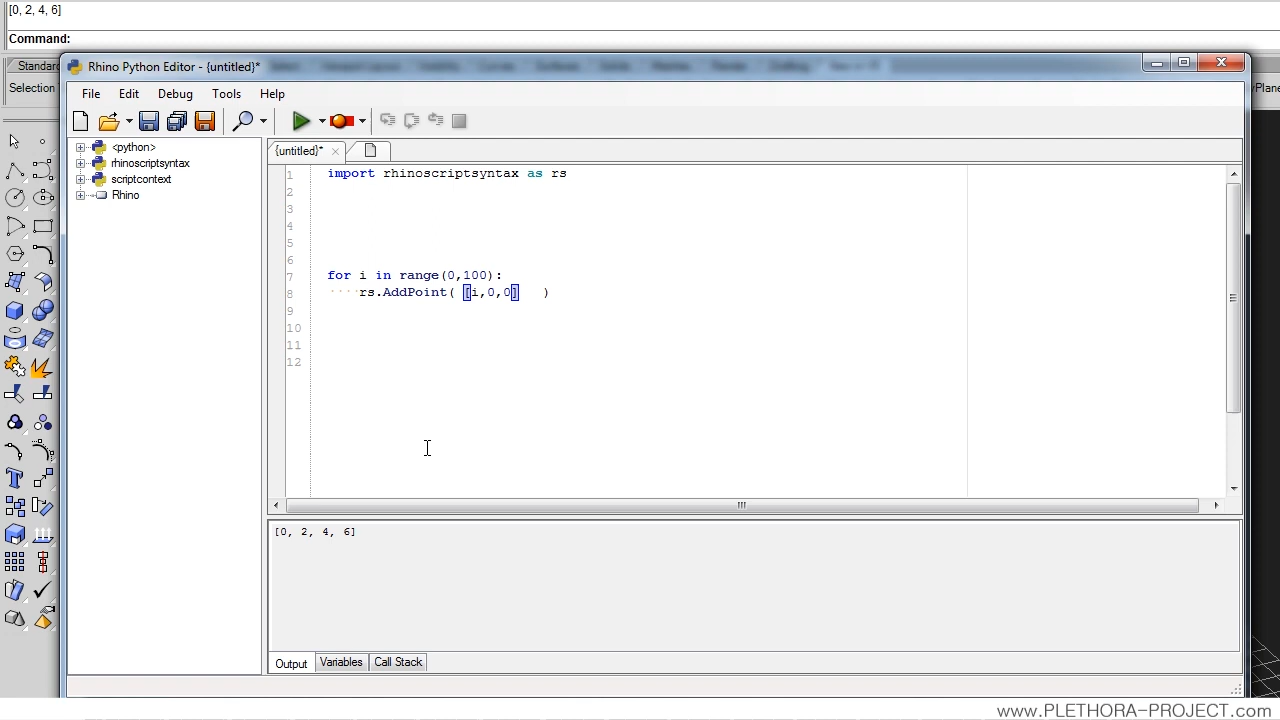 [0, 2, 4, 6]
Command:
Standard
Rhino Python Editor - {untitled}*
Selection
File Edit Debug Tools Help
Plane
<python>
rhinoscriptsyntax
scriptcontext
Rhino
{untitled}*
1 import rhinoscriptsyntax as rs
2
3
4
5
6
7 for i in range(0,100):
8 rs.AddPoint( [i,0,0] )
9
10
11
12
[0, 2, 4, 6]
Output Variables Call Stack
www.PLETHORA-PROJECT.com